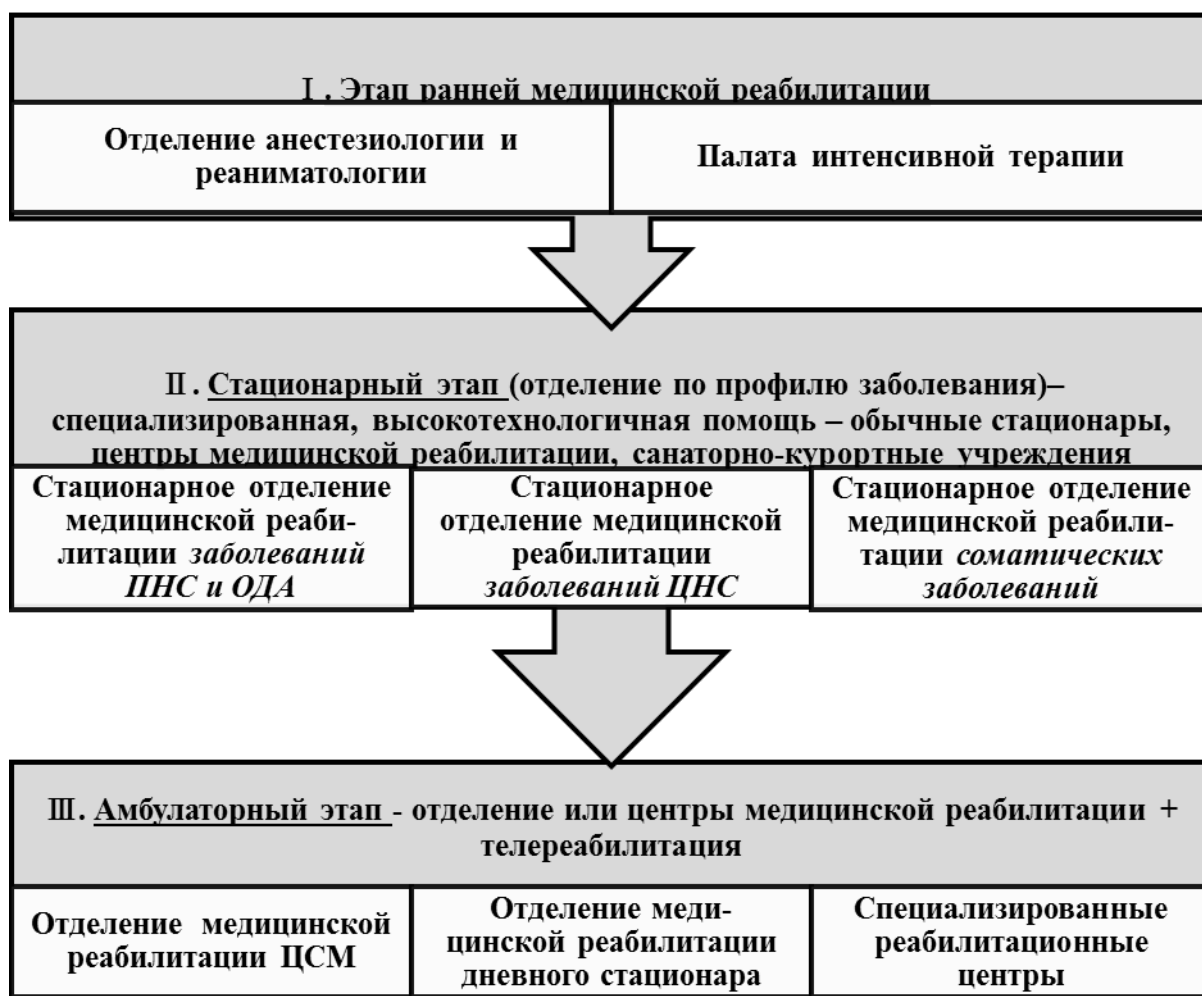 Ⅰ. Этап ранней медицинской реабилитации
Отделение анестезиологии и
реаниматологии
Палата интенсивной терапии
Ⅱ. Стационарный этап (отделение по профилю заболевания)–
специализированная, высокотехнологичная помощь – обычные стационары,
центры медицинской реабилитации, санаторно-курортные учреждения
Стационарное отделение
медицинской реаби-
литации заболеваний
ПНС и ОДА
Стационарное
отделение медицинской
реабилитации
заболеваний ЦНС
Стационарное отделение
медицинской реабили-
тации соматических
заболеваний
Ⅲ. Амбулаторный этап - отделение или центры медицинской реабилитации +
телереабилитация
Отделение медицинской
реабилитации ЦСМ
Отделение меди-
цинской реабилитации
дневного стационара
Специализированные
реабилитационные
центры